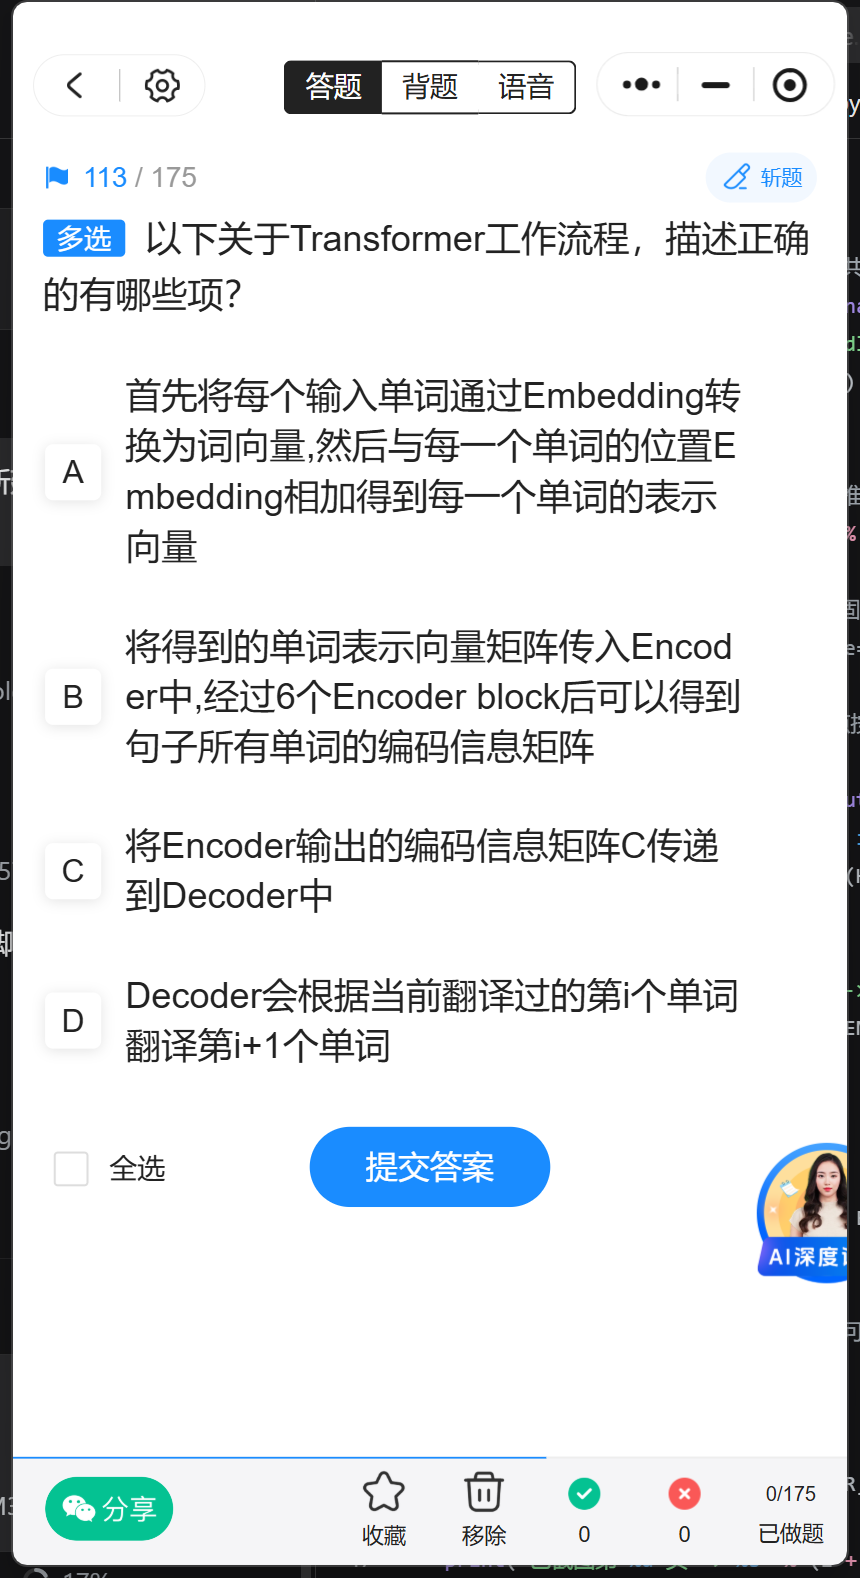 答题 背题 语音
113 / 175
斩题
多选 以下关于Transformer工作流程，描述正确
的有哪些项？
首先将每个输入单词通过Embedding转
换为词向量,然后与每一个单词的位置E
A
mbedding相加得到每一个单词的表示
向量
将得到的单词表示向量矩阵传入Encod
B
er中,经过6个Encoder block后可以得到
句子所有单词的编码信息矩阵
将Encoder输出的编码信息矩阵C传递
C
到Decoder中
Decoder会根据当前翻译过的第i个单词
D
翻译第i+1个单词
全选
提交答案
AI深度
分享
收藏
移除
0
0
0/175
已做题
17%